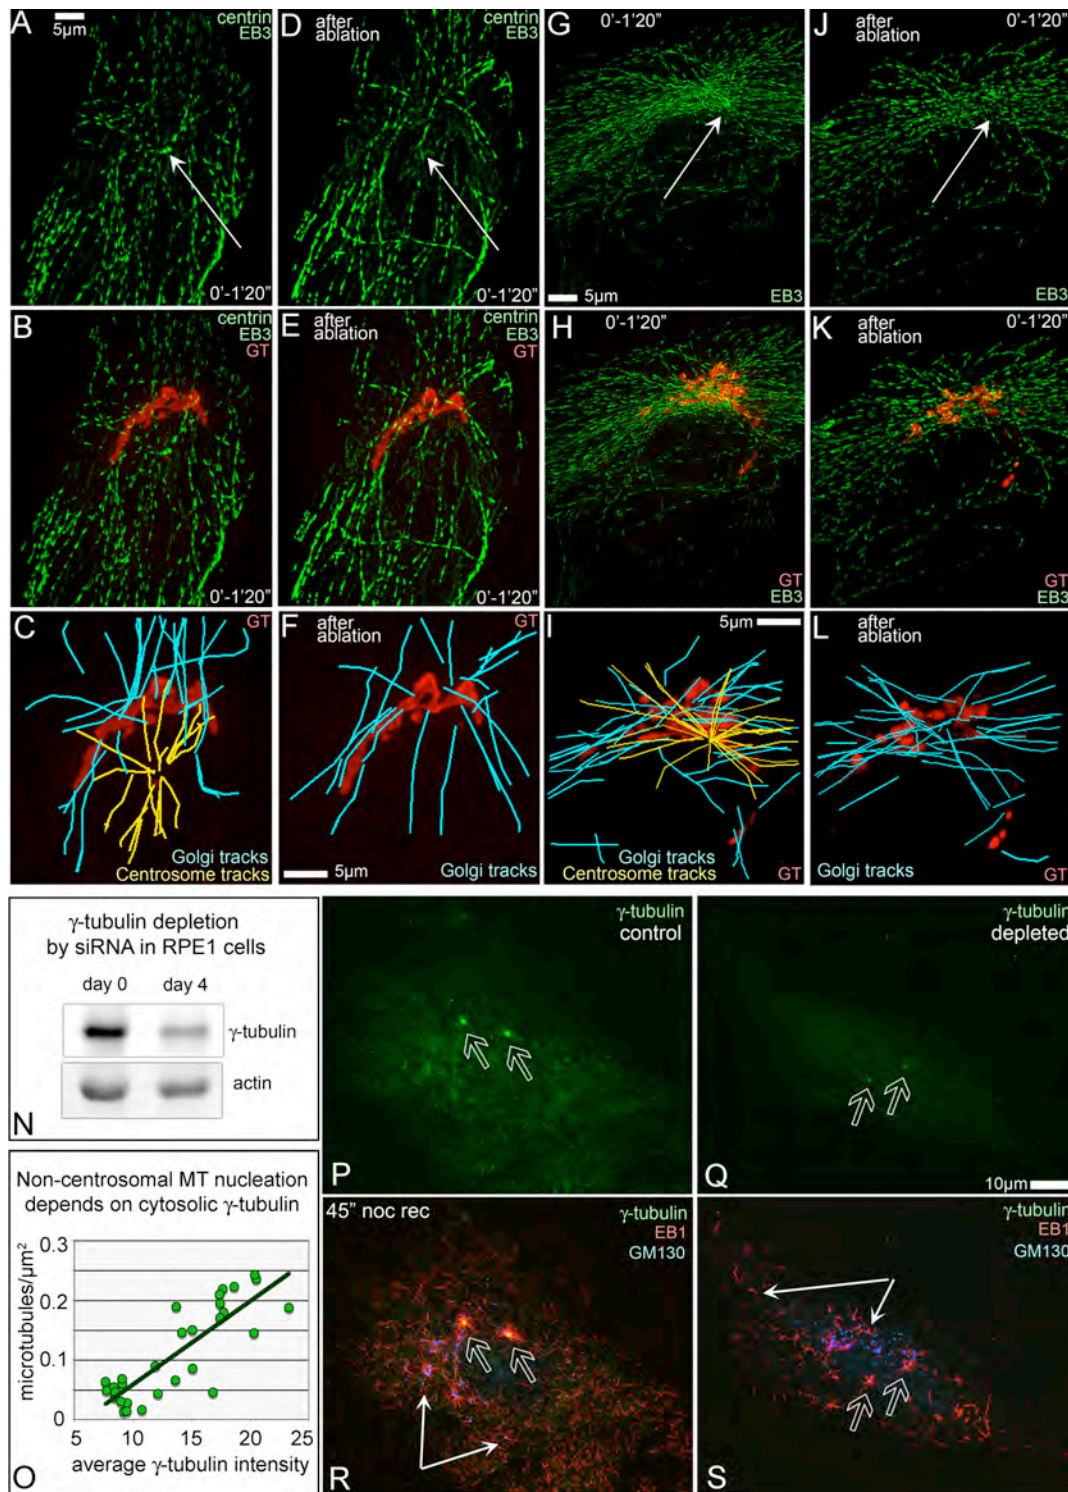 A
5µm
centrin
EB3
D
after
ablation
centrin
EB3
G
0'-1'20"
J
after
ablation
0'-1'20"
0'-1'20"
0'-1'20"
5µm
EB3
EB3
B
centrin
EB3
GT
E
after
ablation
centrin
EB3
GT
H
0'-1'20"
K
after
ablation
0'-1'20"
0'-1'20"
0'-1'20"
GT
EB3
GT
EB3
C
GT
F
after
ablation
GT
I
5µm
L
after
ablation
Golgi tracks
Centrosome tracks
5µm
Golgi tracks
Golgi tracks
Centrosome tracks
GT
Golgi tracks
GT
γ-tubulin depletion
by siRNA in RPE1 cells
day 0 day 4
γ-tubulin
actin
N
γ-tubulin
control
P
γ-tubulin
depleted
Q
10µm
Non-centrosomal MT nucleation
depends on cytosolic γ-tubulin
microtubules/µm²
0.3
0.2
0.1
0
5 10 15 20 25
average γ-tubulin intensity
O
45" noc rec
γ-tubulin
EB1
GM130
R
γ-tubulin
EB1
GM130
S